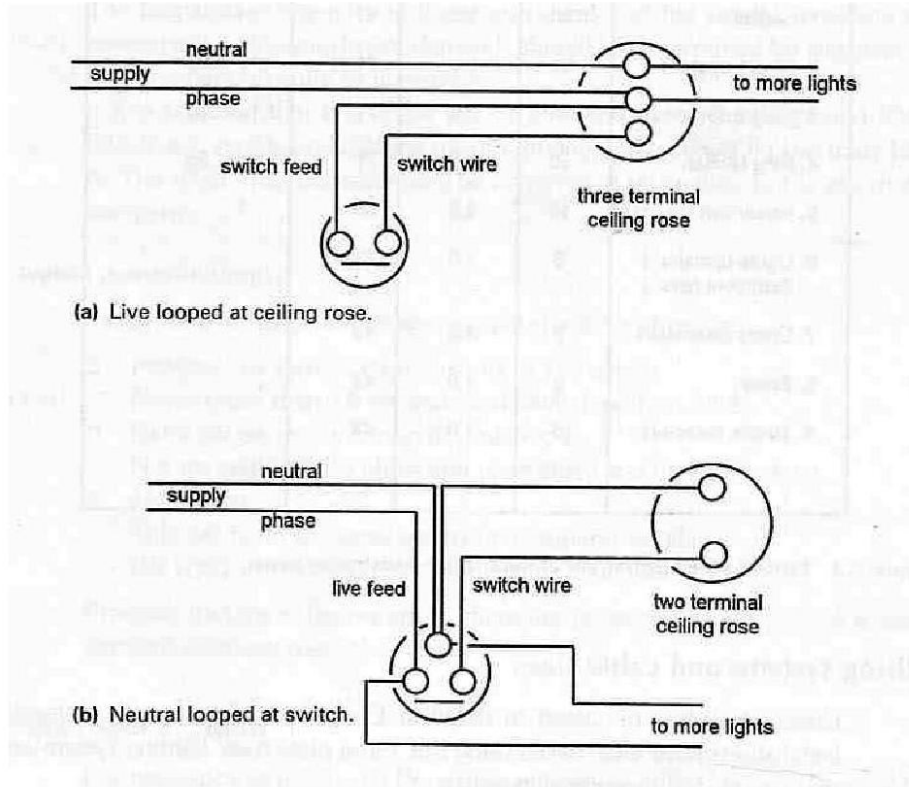 neutral
supply
phase
to more lights
switch feed
switch wire
three terminal
ceiling rose
(a) Live looped at ceiling rose.
neutral
supply
phase
live feed
switch wire
two terminal
ceiling rose
(b) Neutral looped at switch.
to more lights